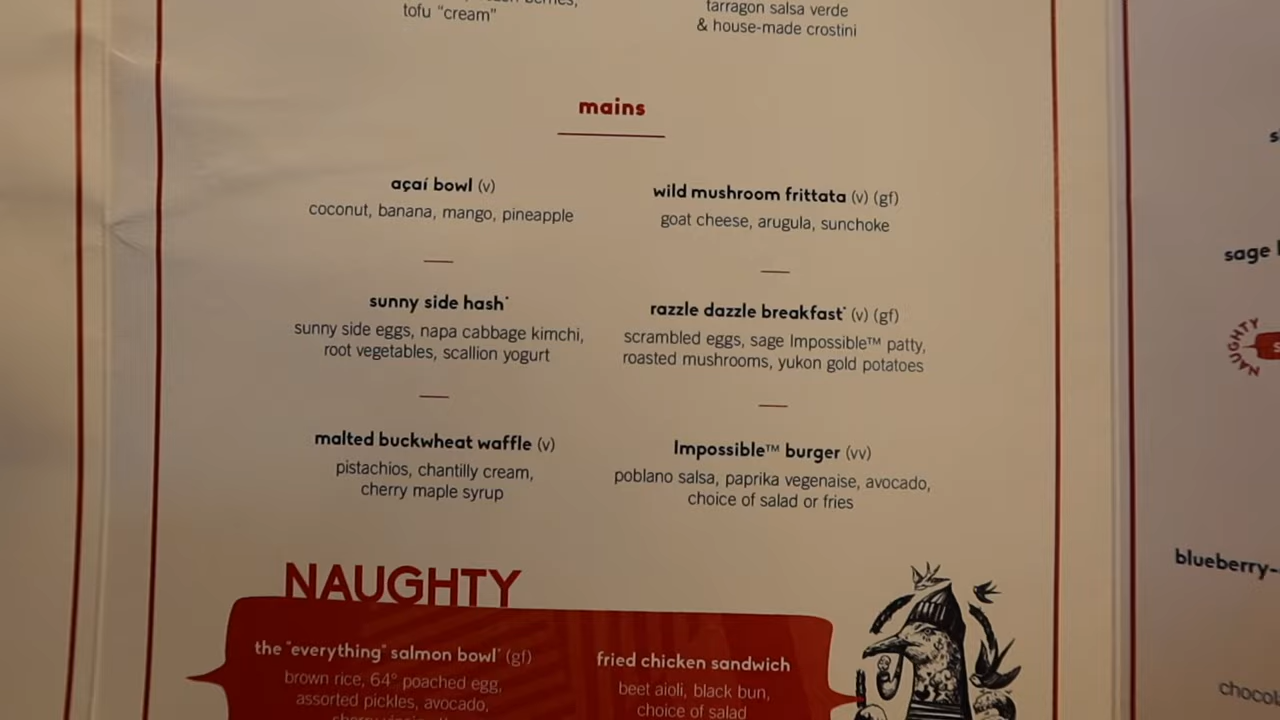 tofu "cream"
tarragon salsa verde
& house-made crostini
mains
açaí bowl (v)
coconut, banana, mango, pineapple
wild mushroom frittata (v) (gf)
goat cheese, arugula, sunchoke
sunny side hash*
sunny side eggs, napa cabbage kimchi,
root vegetables, scallion yogurt
razzle dazzle breakfast* (v) (gf)
scrambled eggs, sage Impossible™ patty,
roasted mushrooms, yukon gold potatoes
malted buckwheat waffle (v)
pistachios, chantilly cream,
cherry maple syrup
Impossible™ burger (vv)
poblano salsa, paprika vegenaise, avocado,
choice of salad or fries
NAUGHTY
the "everything" salmon bowl* (gf)
brown rice, 64° poached egg,
assorted pickles, avocado,
fried chicken sandwich
beet aioli, black bun,
choice of salad
sage
NAUGHTY
blueberry-